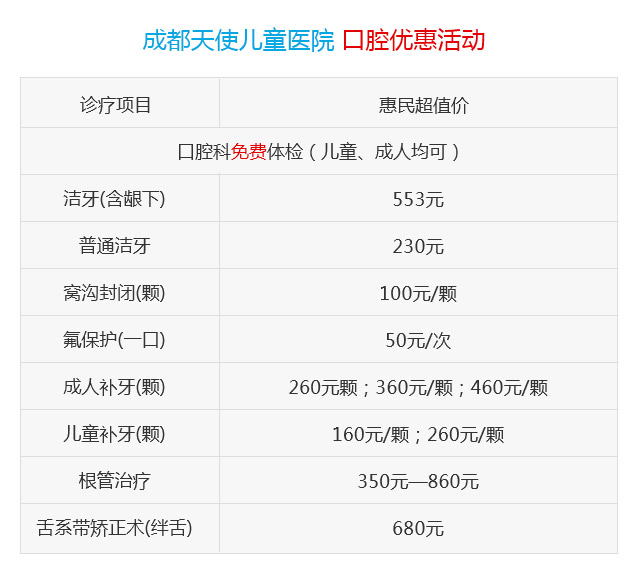 成都天使儿童医院 口腔优惠活动
诊疗项目 惠民超值价
口腔科免费体检（儿童、成人均可）
洁牙(含龈下) 553元
普通洁牙 230元
窝沟封闭(颗) 100元/颗
氟保护(一口) 50元/次
成人补牙(颗) 260元颗；360元/颗；460元/颗
儿童补牙(颗) 160元/颗；260元/颗
根管治疗 350元—860元
舌系带矫正术(绊舌) 680元